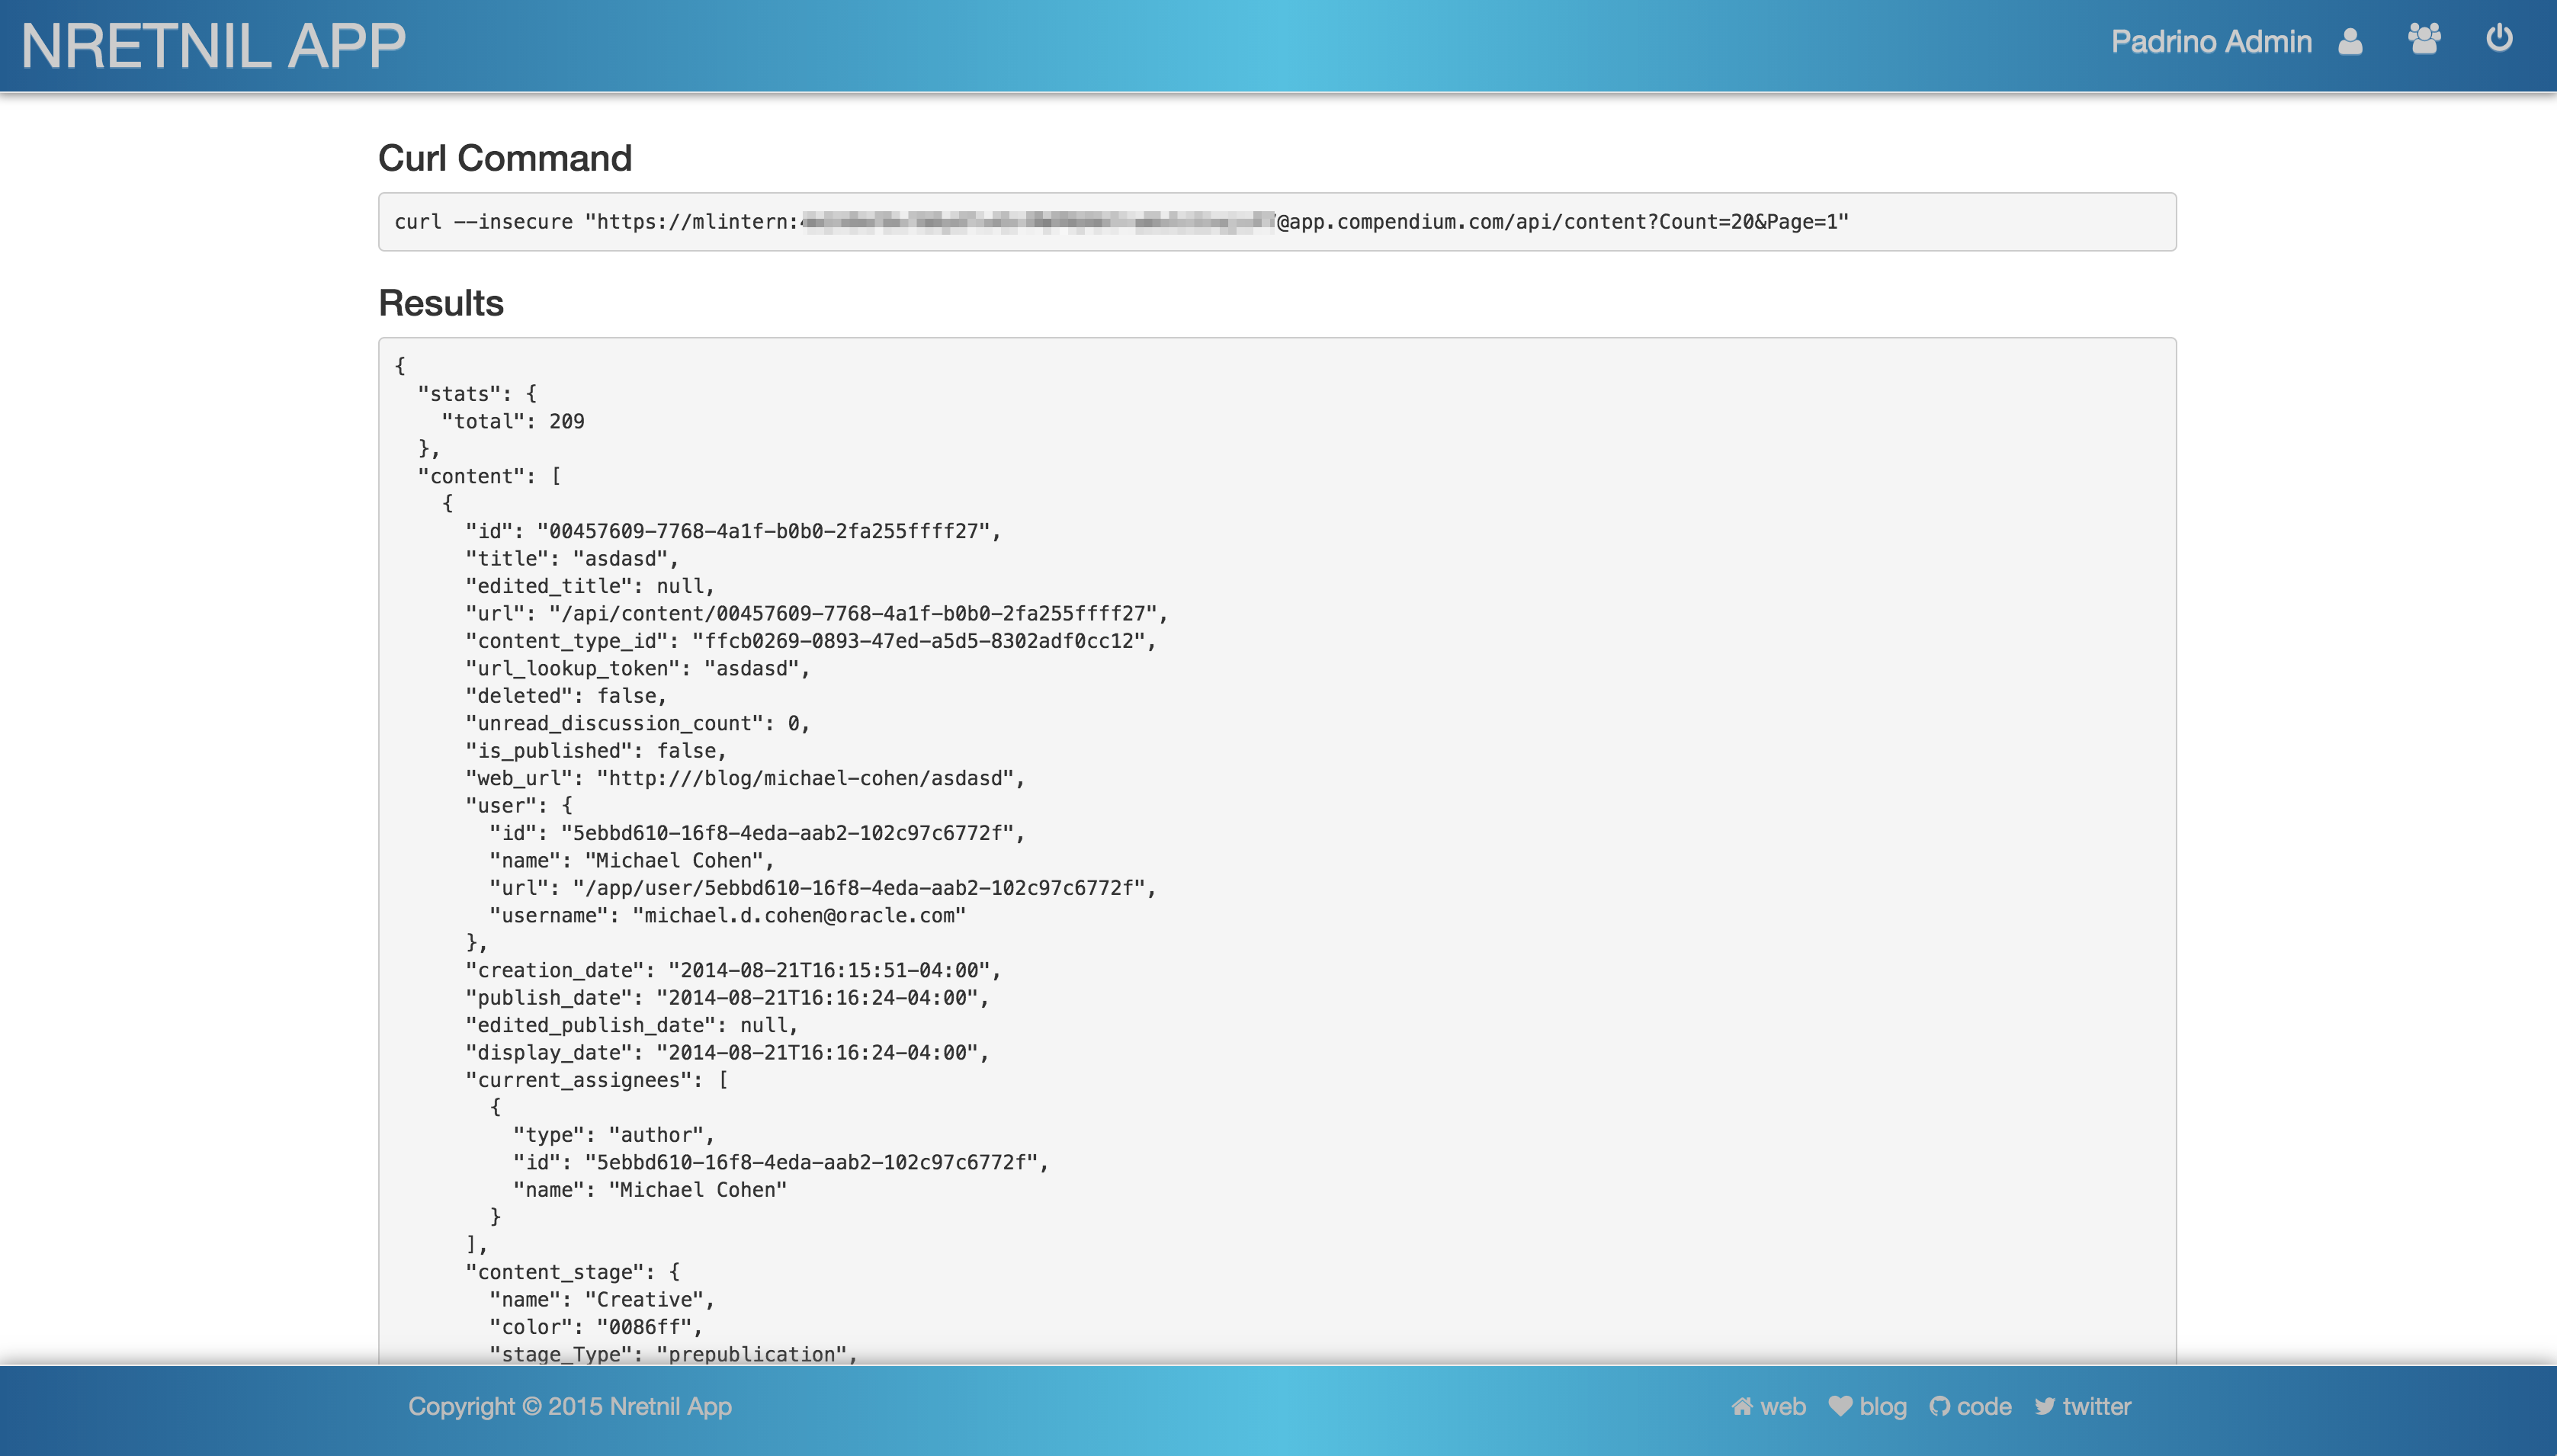 NRETNIL APP
Padrino Admin
Curl Command
curl --insecure "https://mlintern:@app.compendium.com/api/content?Count=20&Page=1"
Results
{
"stats": {
"total": 209
},
"content": [
{
"id": "00457609-7768-4a1f-b0b0-2fa255ffff27",
"title": "asdasd",
"edited_title": null,
"url": "/api/content/00457609-7768-4a1f-b0b0-2fa255ffff27",
"content_type_id": "ffcb0269-0893-47ed-a5d5-8302adf0cc12",
"url_lookup_token": "asdasd",
"deleted": false,
"unread_discussion_count": 0,
"is_published": false,
"web_url": "http:///blog/michael-cohen/asdasd",
"user": {
"id": "5ebbd610-16f8-4eda-aab2-102c97c6772f",
"name": "Michael Cohen",
"url": "/app/user/5ebbd610-16f8-4eda-aab2-102c97c6772f",
"username": "michael.d.cohen@oracle.com"
},
"creation_date": "2014-08-21T16:15:51-04:00",
"publish_date": "2014-08-21T16:16:24-04:00",
"edited_publish_date": null,
"display_date": "2014-08-21T16:16:24-04:00",
"current_assignees": [
{
"type": "author",
"id": "5ebbd610-16f8-4eda-aab2-102c97c6772f",
"name": "Michael Cohen"
}
],
"content_stage": {
"name": "Creative",
"color": "0086ff",
"stage_Type": "prepublication",
Copyright © 2015 Nretnil App
web blog code twitter